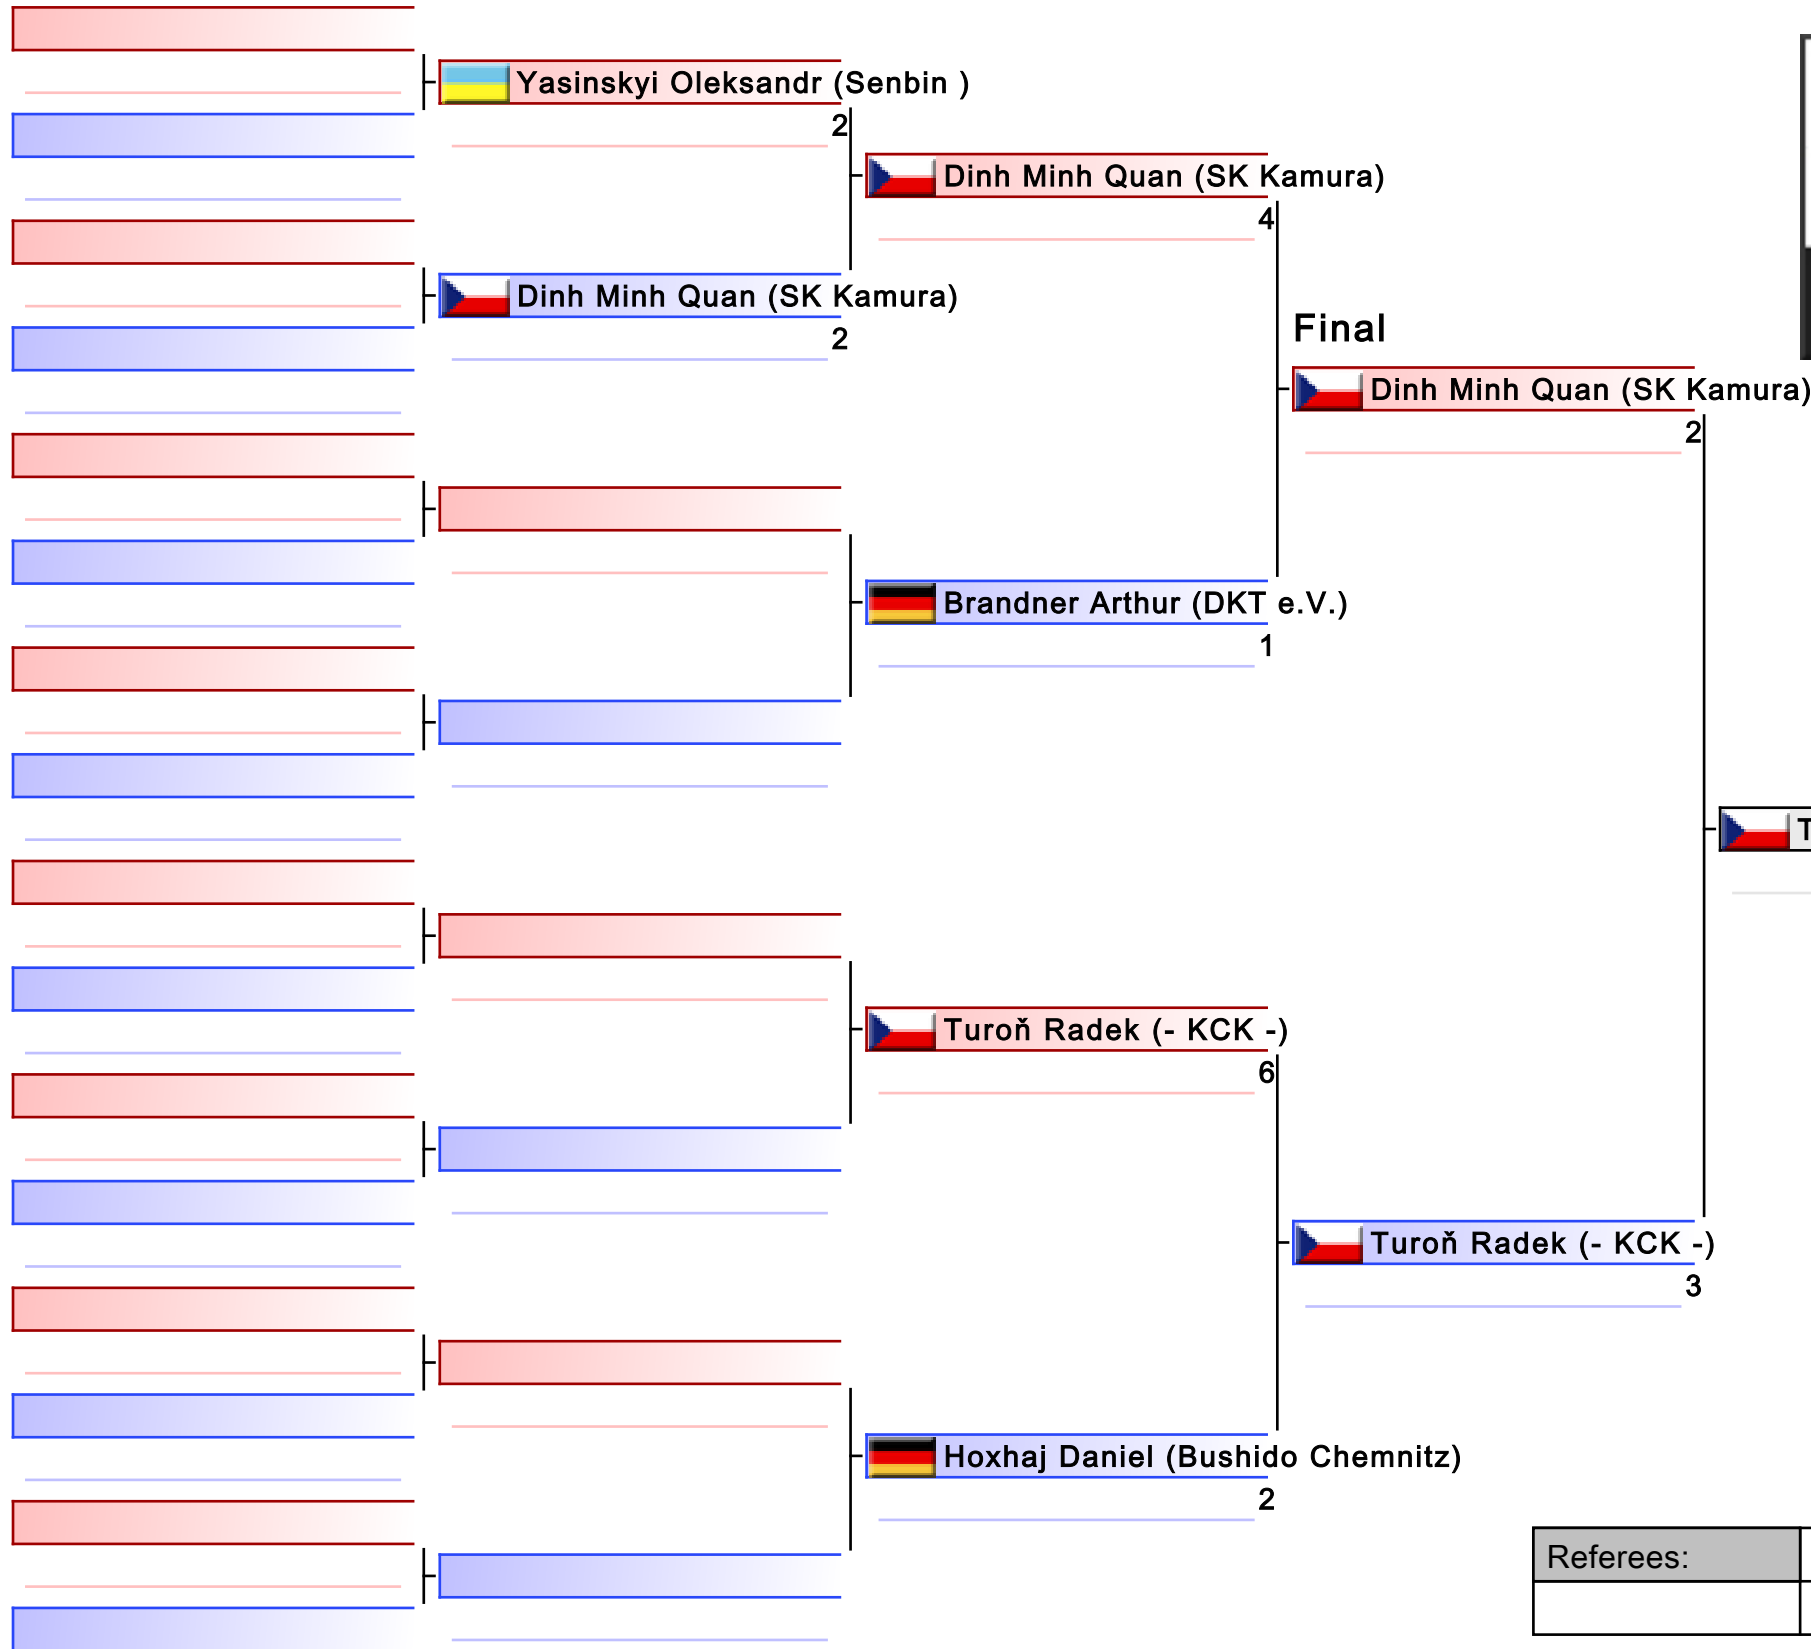 Yasinskyi Oleksandr (Senbin )
2
Dinh Minh Quan (SK Kamura)
4
Dinh Minh Quan (SK Kamura)
2
Final
Dinh Minh Quan (SK Kamura)
2
Brandner Arthur (DKT e.V.)
1
T
Turoň Radek (- KCK -)
6
Turoň Radek (- KCK -)
3
Hoxhaj Daniel (Bushido Chemnitz)
2
Referees: